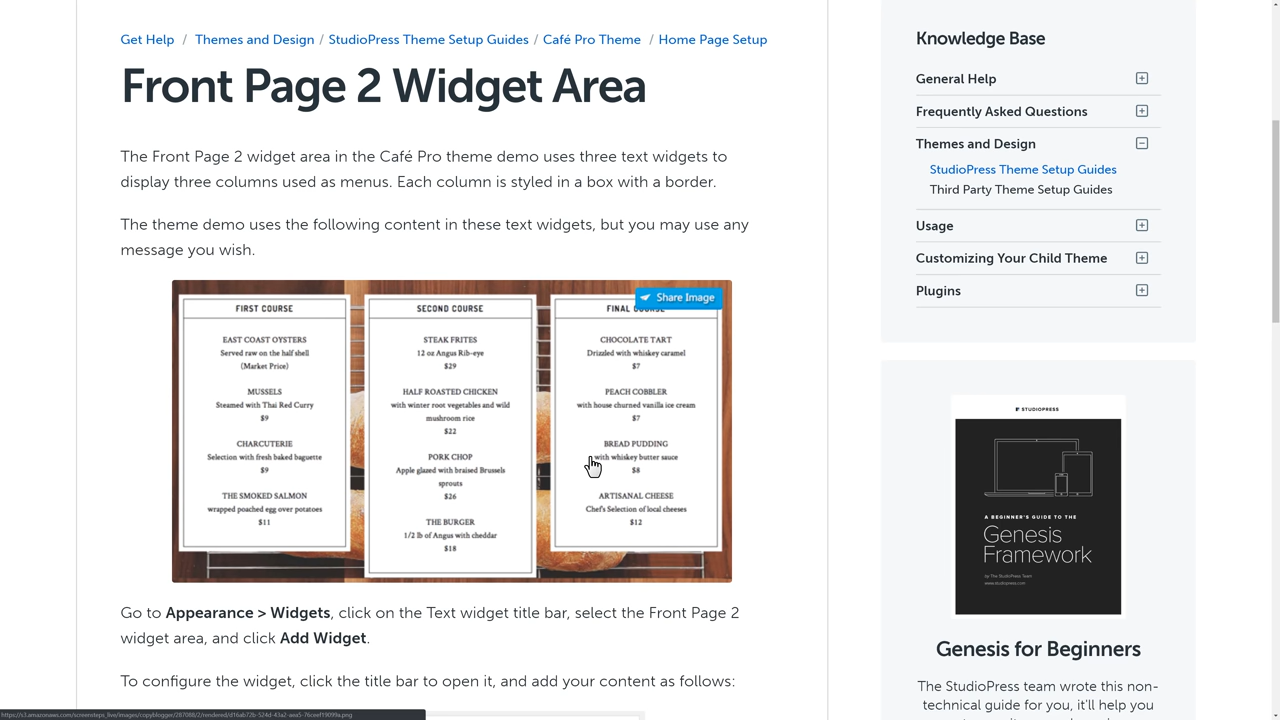 Get Help / Themes and Design / StudioPress Theme Setup Guides / Café Pro Theme / Home Page Setup
Front Page 2 Widget Area
The Front Page 2 widget area in the Café Pro theme demo uses three text widgets to
display three columns used as menus. Each column is styled in a box with a border.
The theme demo uses the following content in these text widgets, but you may use any
message you wish.
Share Image
FIRST COURSE
EAST COAST OYSTERS
Served raw on the half shell
(Market Price)
MUSSELS
Steamed with Thai Red Curry
$9
CHARCUTERIE
Selection with fresh baked baguette
$9
THE SMOKED SALMON
wrapped poached egg over potatoes
$11
SECOND COURSE
STEAK FRITES
12 oz Angus Rib-eye
$29
HALF ROASTED CHICKEN
with winter root vegetables and wild
mushroom rice
$22
PORK CHOP
Apple glazed with braised Brussels
sprouts
$26
THE BURGER
1/2 lb of Angus with cheddar
$18
FINAL COURSE
CHOCOLATE TART
Drizzled with whiskey caramel
$7
PEACH COBBLER
with house churned vanilla ice cream
$7
BREAD PUDDING
with whiskey butter sauce
$8
ARTISANAL CHEESE
Chef's Selection of local cheeses
$12
Go to Appearance > Widgets, click on the Text widget title bar, select the Front Page 2
widget area, and click Add Widget.
To configure the widget, click the title bar to open it, and add your content as follows:
Knowledge Base
General Help
Frequently Asked Questions
Themes and Design
StudioPress Theme Setup Guides
Third Party Theme Setup Guides
Usage
Customizing Your Child Theme
Plugins
STUDIOPRESS
A BEGINNER'S GUIDE TO THE
Genesis
Framework
by The StudioPress Team
www.studiopress.com
Genesis for Beginners
The StudioPress team wrote this non-
technical guide for you, it'll help you